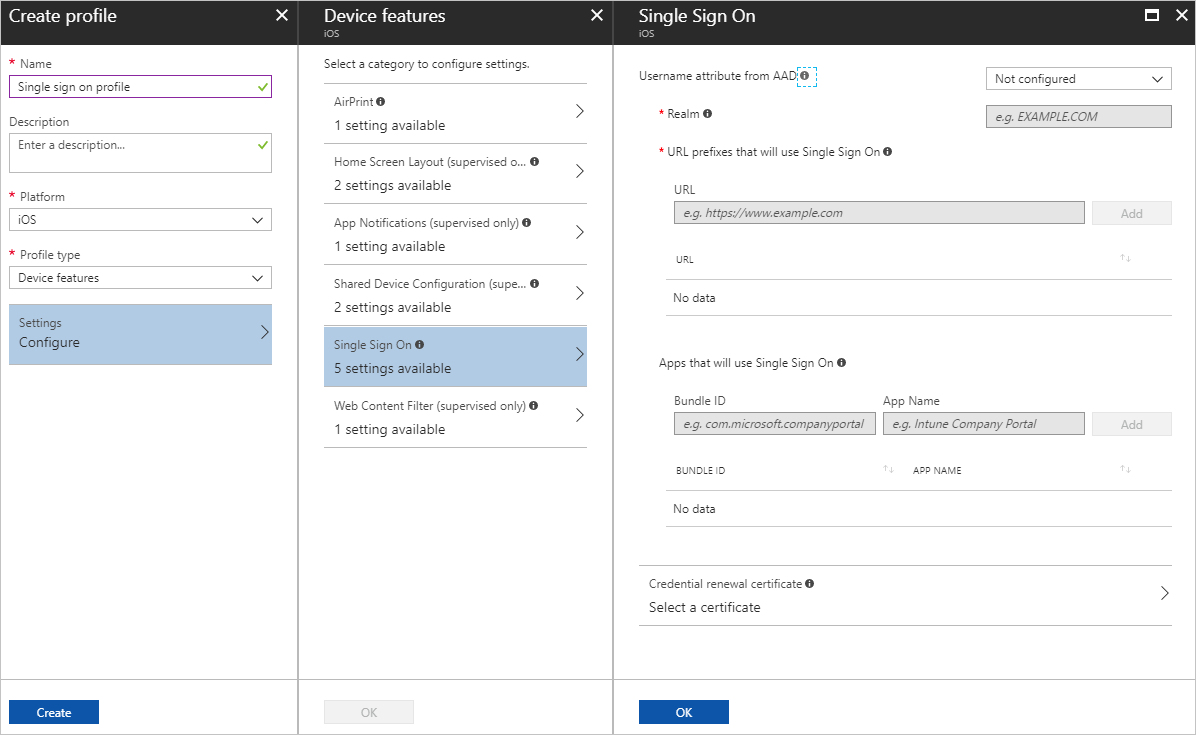 Create profile
* Name
Single sign on profile
Description
Enter a description...
* Platform
iOS
* Profile type
Device features
Settings
Configure
Create
Device features
iOS
Select a category to configure settings.
AirPrint
1 setting available
Home Screen Layout (supervised o...
2 settings available
App Notifications (supervised only)
1 setting available
Shared Device Configuration (supe...
2 settings available
Single Sign On
5 settings available
Web Content Filter (supervised only)
1 setting available
OK
Single Sign On
iOS
Username attribute from AAD
Not configured
* Realm
e.g. EXAMPLE.COM
* URL prefixes that will use Single Sign On
URL
e.g. https://www.example.com
Add
URL
No data
Apps that will use Single Sign On
Bundle ID App Name
e.g. com.microsoft.companyportal e.g. Intune Company Portal Add
BUNDLE ID APP NAME
No data
Credential renewal certificate
Select a certificate
OK